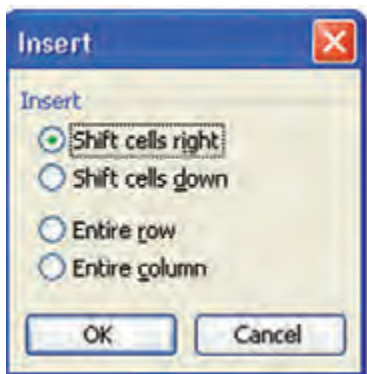 Insert
Insert
Shift cells right
Shift cells down
Entire row
Entire column
OK Cancel